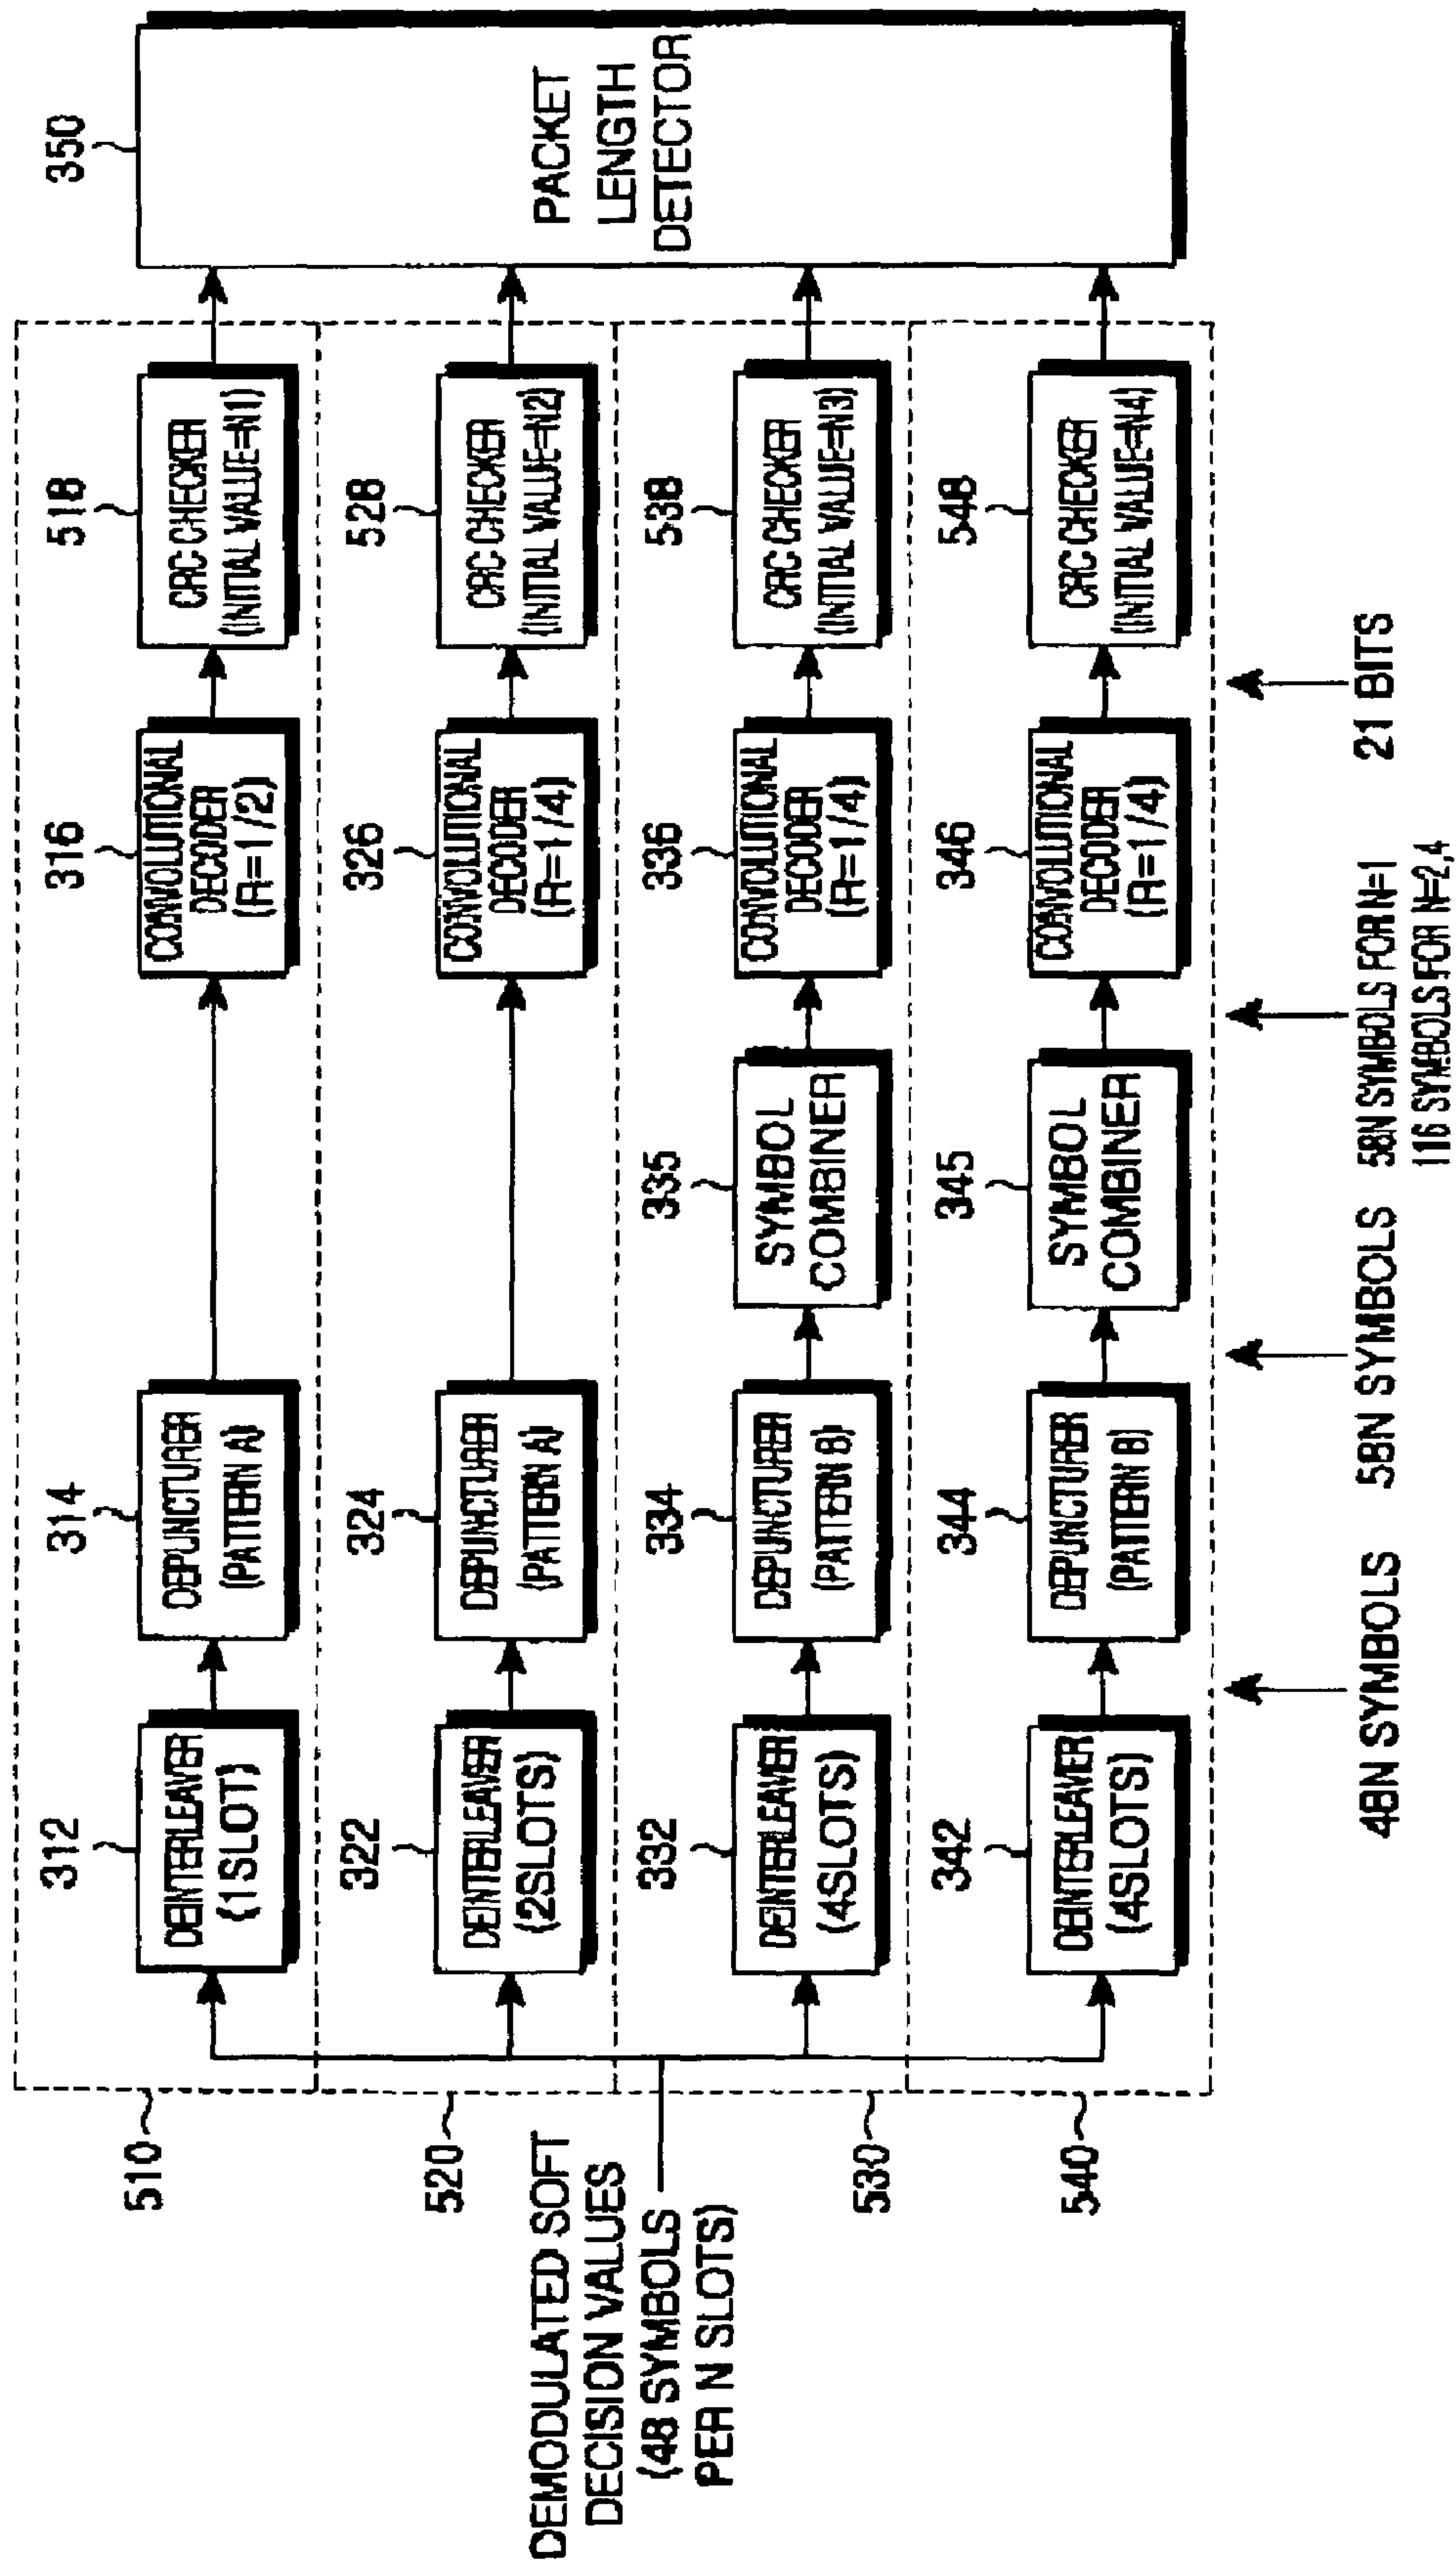 DEMODULATED SOFT
DECISION VALUES
(48 SYMBOLS
PER N SLOTS)
510
312
DEINTERLEAVER
(1SLOT)
314
DEPUNCTURER
(PATTERN A)
316
CONVOLUTIONAL
DECODER
(R=1/2)
518
CRC CHECKER
(INITIAL VALUE=N1)
520
322
DEINTERLEAVER
(2SLOTS)
324
DEPUNCTURER
(PATTERN A)
326
CONVOLUTIONAL
DECODER
(R=1/4)
528
CRC CHECKER
(INITIAL VALUE=N2)
530
332
DEINTERLEAVER
(4SLOTS)
334
DEPUNCTURER
(PATTERN B)
335
SYMBOL
COMBINER
336
CONVOLUTIONAL
DECODER
(R=1/4)
538
CRC CHECKER
(INITIAL VALUE=N3)
540
342
DEINTERLEAVER
(4SLOTS)
344
DEPUNCTURER
(PATTERN B)
345
SYMBOL
COMBINER
346
CONVOLUTIONAL
DECODER
(R=1/4)
548
CRC CHECKER
(INITIAL VALUE=N4)
350
PACKET
LENGTH
DETECTOR
48N SYMBOLS
58N SYMBOLS
58N SYMBOLS FOR N=1
116 SYMBOLS FOR N=2,4
21 BITS